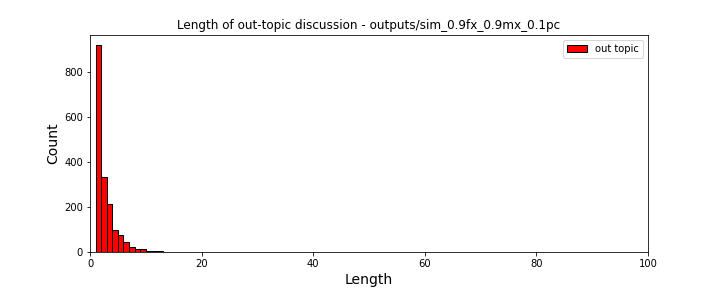 Length of out-topic discussion - outputs/sim_0.9fx_0.9mx_0.1pc
out topic
800
600
400
200
0
Count
0 20 40 60 80 100
Length